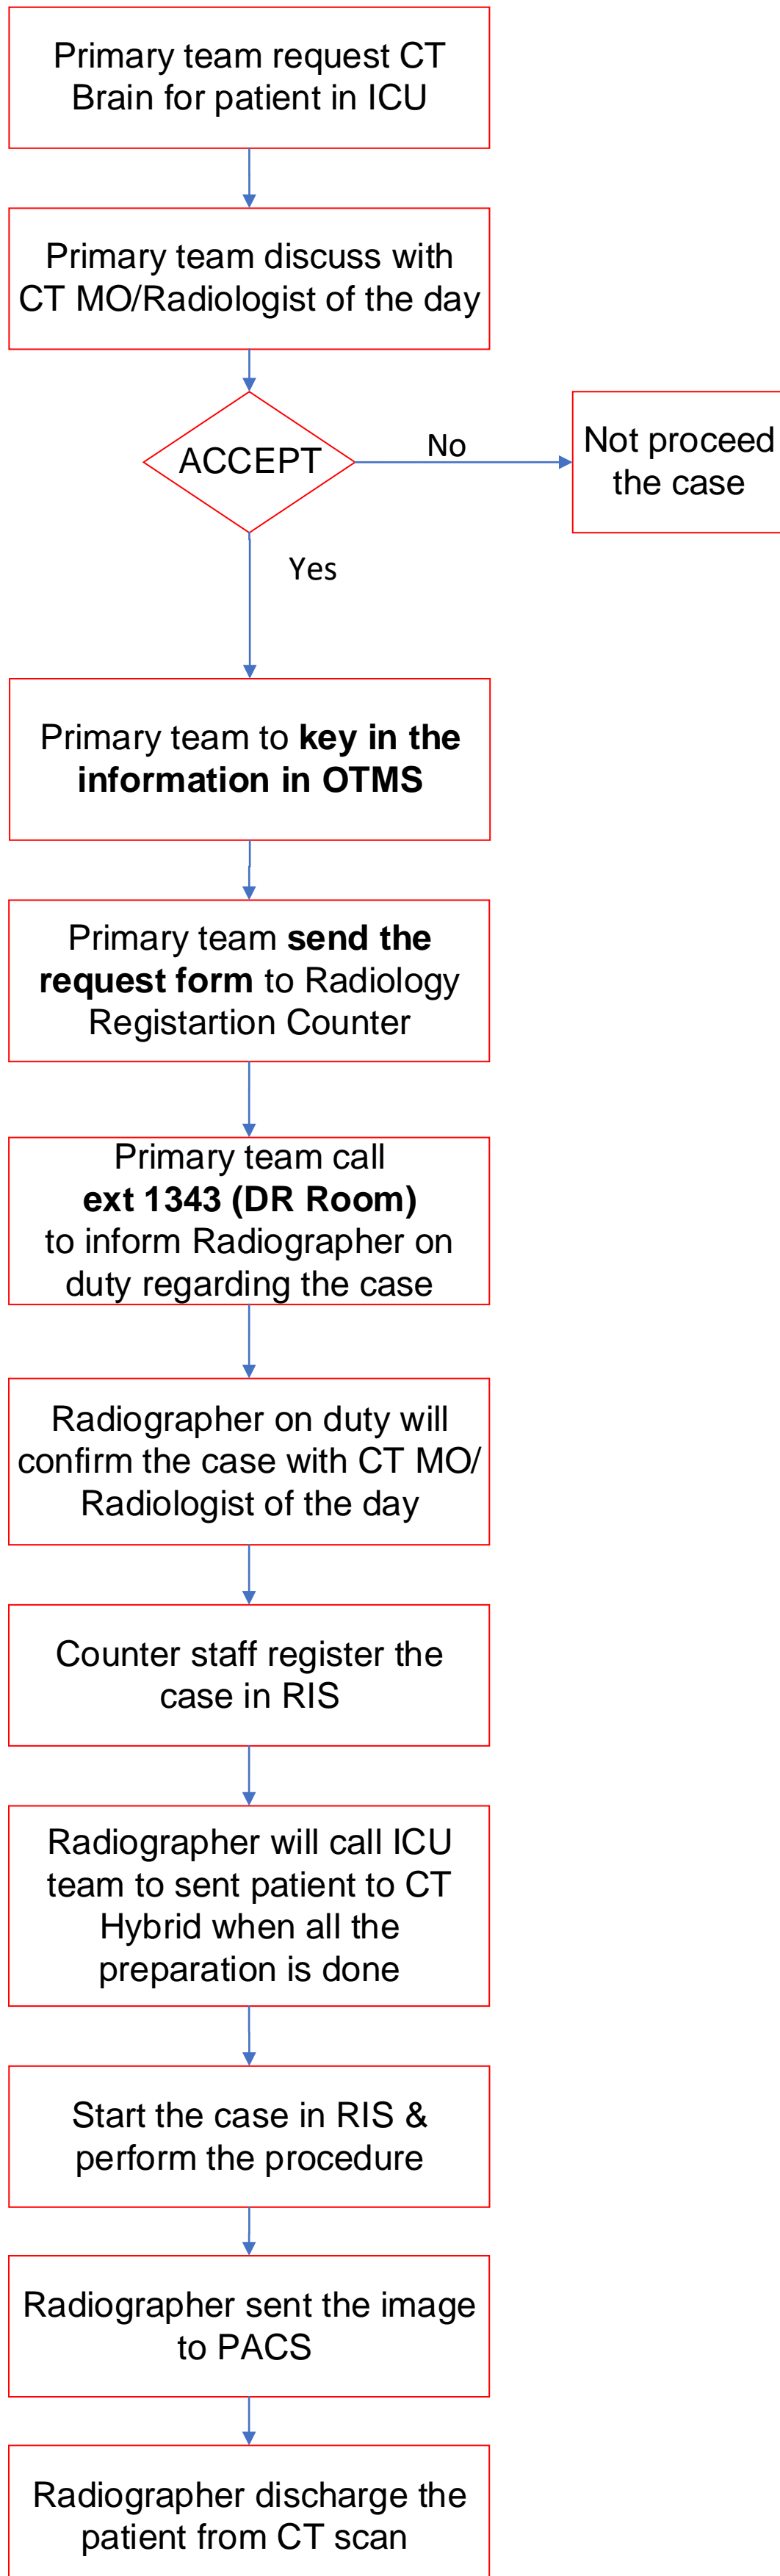 Primary team request CT
Brain for patient in ICU
Primary team discuss with
CT MO/Radiologist of the day
ACCEPT
No
Not proceed
the case
Yes
Primary team to key in the
information in OTMS
Primary team send the
request form to Radiology
Registartion Counter
Primary team call
ext 1343 (DR Room)
to inform Radiographer on
duty regarding the case
Radiographer on duty will
confirm the case with CT MO/
Radiologist of the day
Counter staff register the
case in RIS
Radiographer will call ICU
team to sent patient to CT
Hybrid when all the
preparation is done
Start the case in RIS &
perform the procedure
Radiographer sent the image
to PACS
Radiographer discharge the
patient from CT scan